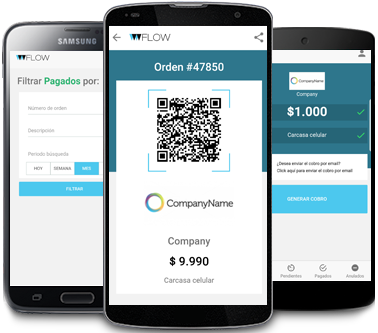 SAMSUNG
FLOW
Filtrar Pagados por:
Número de orden
Descripción
Periodo búsqueda
HOY
SEMANA
MES
FILTRAR
FLOW
Orden #47850
CompanyName
Company
$ 9.990
Carcasa celular
CompanyName
Company
$1.000
Carcasa celular
¿Desea enviar el cobro por email?
Click aquí para enviar el cobro por email
GENERAR COBRO
Pendientes
Pagados
Anulados